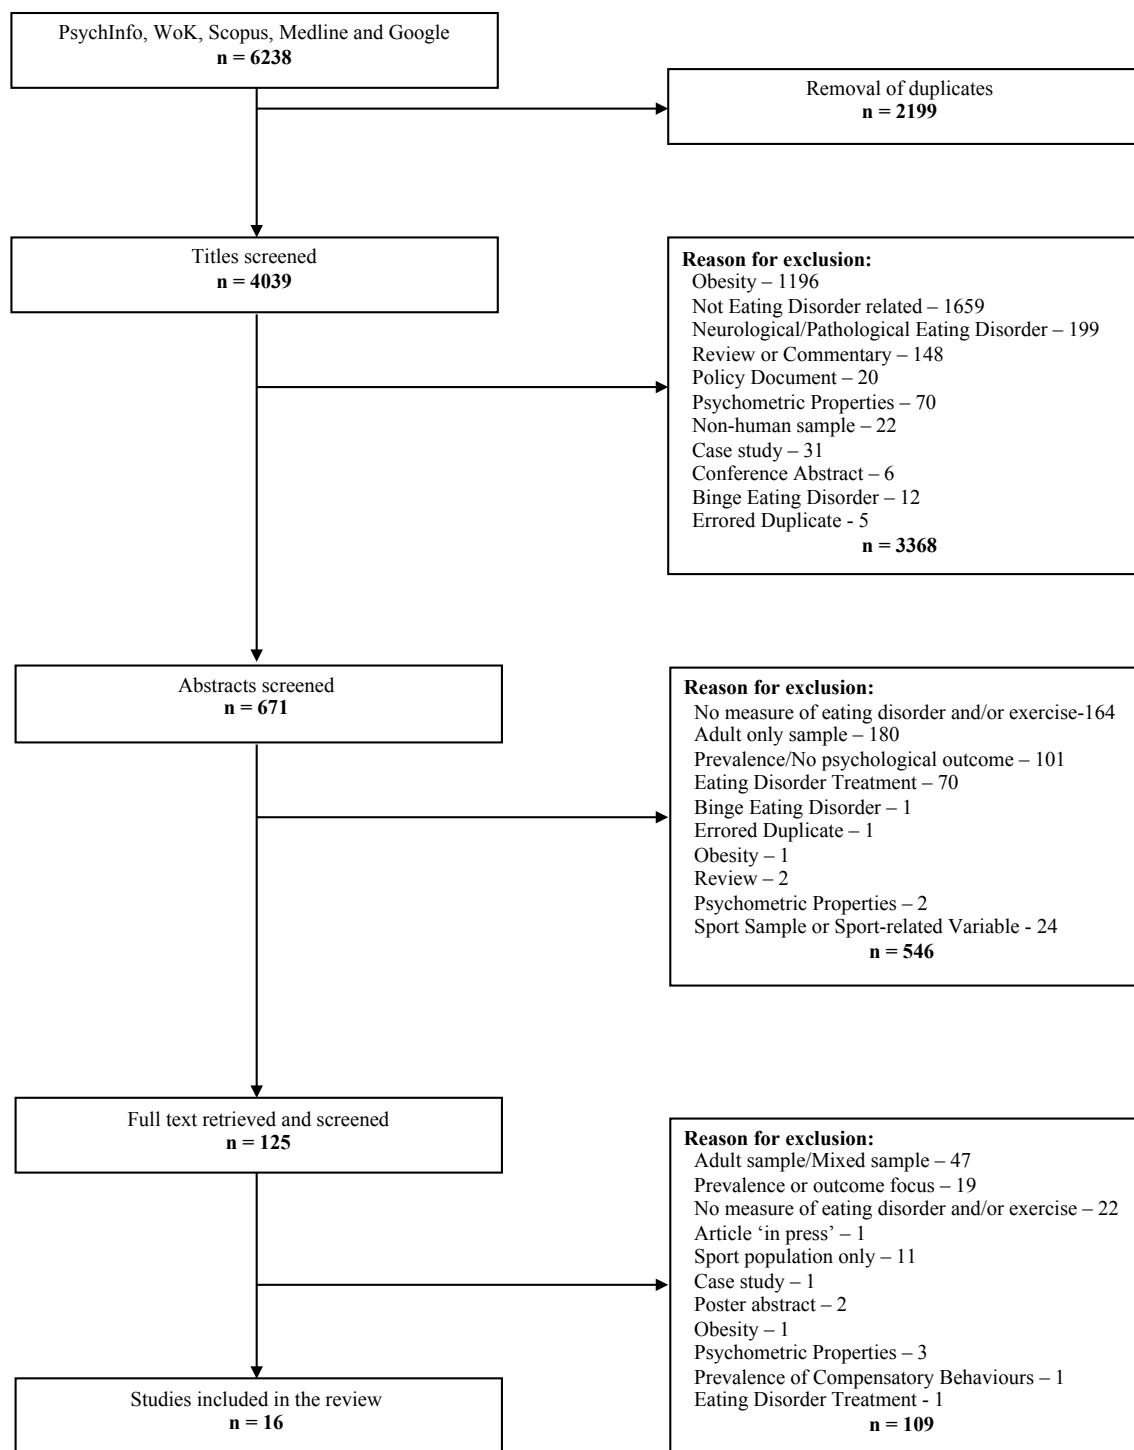 PsychInfo, WoK, Scopus, Medline and Google
n = 6238
Removal of duplicates
n = 2199
Titles screened
n = 4039
Reason for exclusion:
Obesity – 1196
Not Eating Disorder related – 1659
Neurological/Pathological Eating Disorder – 199
Review or Commentary – 148
Policy Document – 20
Psychometric Properties – 70
Non-human sample – 22
Case study – 31
Conference Abstract – 6
Binge Eating Disorder – 12
Errored Duplicate - 5
n = 3368
Abstracts screened
n = 671
Reason for exclusion:
No measure of eating disorder and/or exercise-164
Adult only sample – 180
Prevalence/No psychological outcome – 101
Eating Disorder Treatment – 70
Binge Eating Disorder – 1
Errored Duplicate – 1
Obesity – 1
Review – 2
Psychometric Properties – 2
Sport Sample or Sport-related Variable - 24
n = 546
Full text retrieved and screened
n = 125
Reason for exclusion:
Adult sample/Mixed sample – 47
Prevalence or outcome focus – 19
No measure of eating disorder and/or exercise – 22
Article ‘in press’ – 1
Sport population only – 11
Case study – 1
Poster abstract – 2
Obesity – 1
Psychometric Properties – 3
Prevalence of Compensatory Behaviours – 1
Eating Disorder Treatment - 1
n = 109
Studies included in the review
n = 16